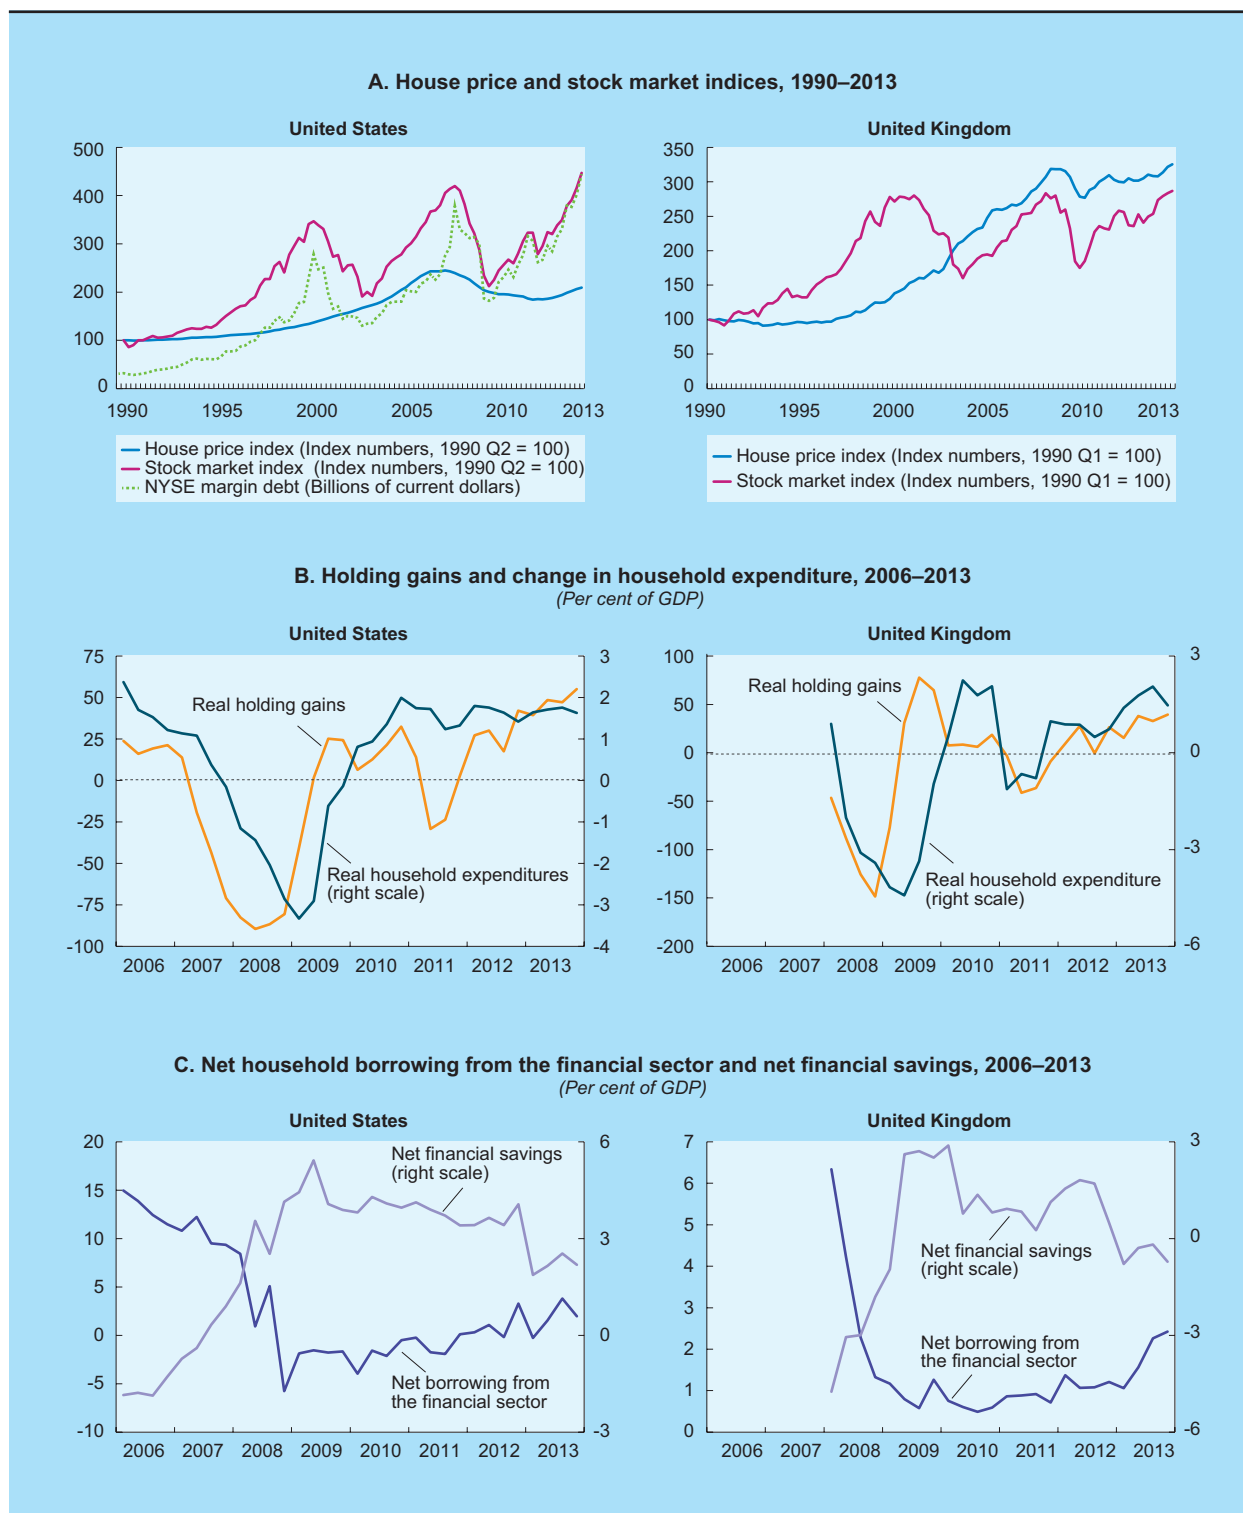 A. House price and stock market indices, 1990–2013
United States
500
400
300
200
100
0
1990 1995 2000 2005 2010 2013
House price index (Index numbers, 1990 Q2 = 100)
Stock market index (Index numbers, 1990 Q2 = 100)
NYSE margin debt (Billions of current dollars)
United Kingdom
350
300
250
200
150
100
50
0
1990 1995 2000 2005 2010 2013
House price index (Index numbers, 1990 Q1 = 100)
Stock market index (Index numbers, 1990 Q1 = 100)
B. Holding gains and change in household expenditure, 2006–2013
(Per cent of GDP)
United States
75
50
25
0
-25
-50
-75
-100
3
2
1
0
-1
-2
-3
-4
Real holding gains
Real household expenditures
(right scale)
2006 2007 2008 2009 2010 2011 2012 2013
United Kingdom
100
50
0
-50
-100
-150
-200
3
0
-3
-6
Real holding gains
Real household expenditure
(right scale)
2006 2007 2008 2009 2010 2011 2012 2013
C. Net household borrowing from the financial sector and net financial savings, 2006–2013
(Per cent of GDP)
United States
20
15
10
5
0
-5
-10
6
3
0
-3
Net financial savings
(right scale)
Net borrowing from
the financial sector
2006 2007 2008 2009 2010 2011 2012 2013
United Kingdom
7
6
5
4
3
2
1
0
3
0
-3
-6
Net financial savings
(right scale)
Net borrowing from
the financial sector
2006 2007 2008 2009 2010 2011 2012 2013